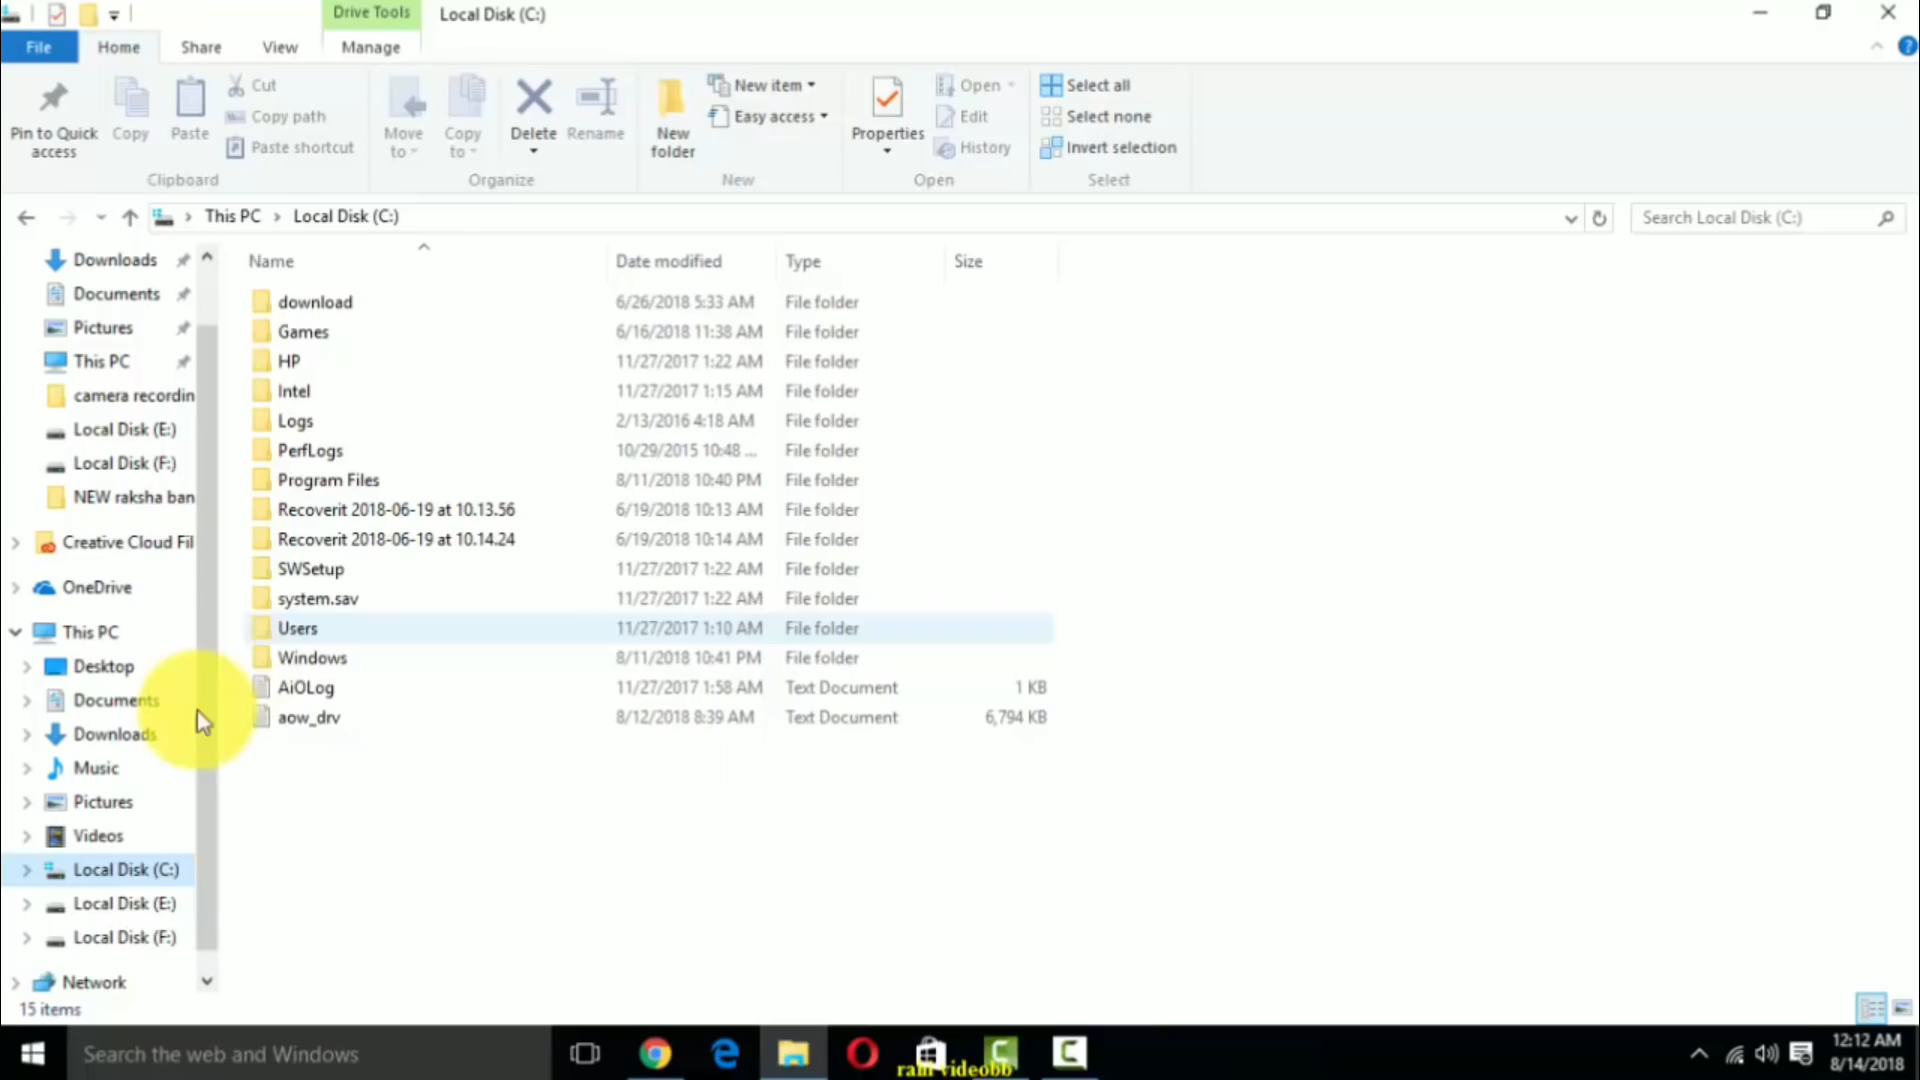 Drive Tools
Local Disk (C:)
File
Home
Share
View
Manage
Pin to Quick access
Copy
Paste
Cut
Copy path
Paste shortcut
Clipboard
Move to
Copy to
Delete
Rename
Organize
New folder
New item
Easy access
New
Properties
Open
Edit
History
Open
Select all
Select none
Invert selection
Select
This PC > Local Disk (C:)
Search Local Disk (C:)
Downloads
Documents
Pictures
This PC
camera recordin
Local Disk (E:)
Local Disk (F:)
NEW raksha ban
Creative Cloud Fil
OneDrive
This PC
Desktop
Documents
Downloads
Music
Pictures
Videos
Local Disk (C:)
Local Disk (E:)
Local Disk (F:)
Network
Name Date modified Type Size
download 6/26/2018 5:33 AM File folder
Games 6/16/2018 11:38 AM File folder
HP 11/27/2017 1:22 AM File folder
Intel 11/27/2017 1:15 AM File folder
Logs 2/13/2016 4:18 AM File folder
PerfLogs 10/29/2015 10:48 ... File folder
Program Files 8/11/2018 10:40 PM File folder
Recoverit 2018-06-19 at 10.13.56 6/19/2018 10:13 AM File folder
Recoverit 2018-06-19 at 10.14.24 6/19/2018 10:14 AM File folder
SWSetup 11/27/2017 1:22 AM File folder
system.sav 11/27/2017 1:22 AM File folder
Users 11/27/2017 1:10 AM File folder
Windows 8/11/2018 10:41 PM File folder
AiOLog 11/27/2017 1:58 AM Text Document 1 KB
aow_drv 8/12/2018 8:39 AM Text Document 6,794 KB
15 items
Search the web and Windows
12:12 AM
8/14/2018